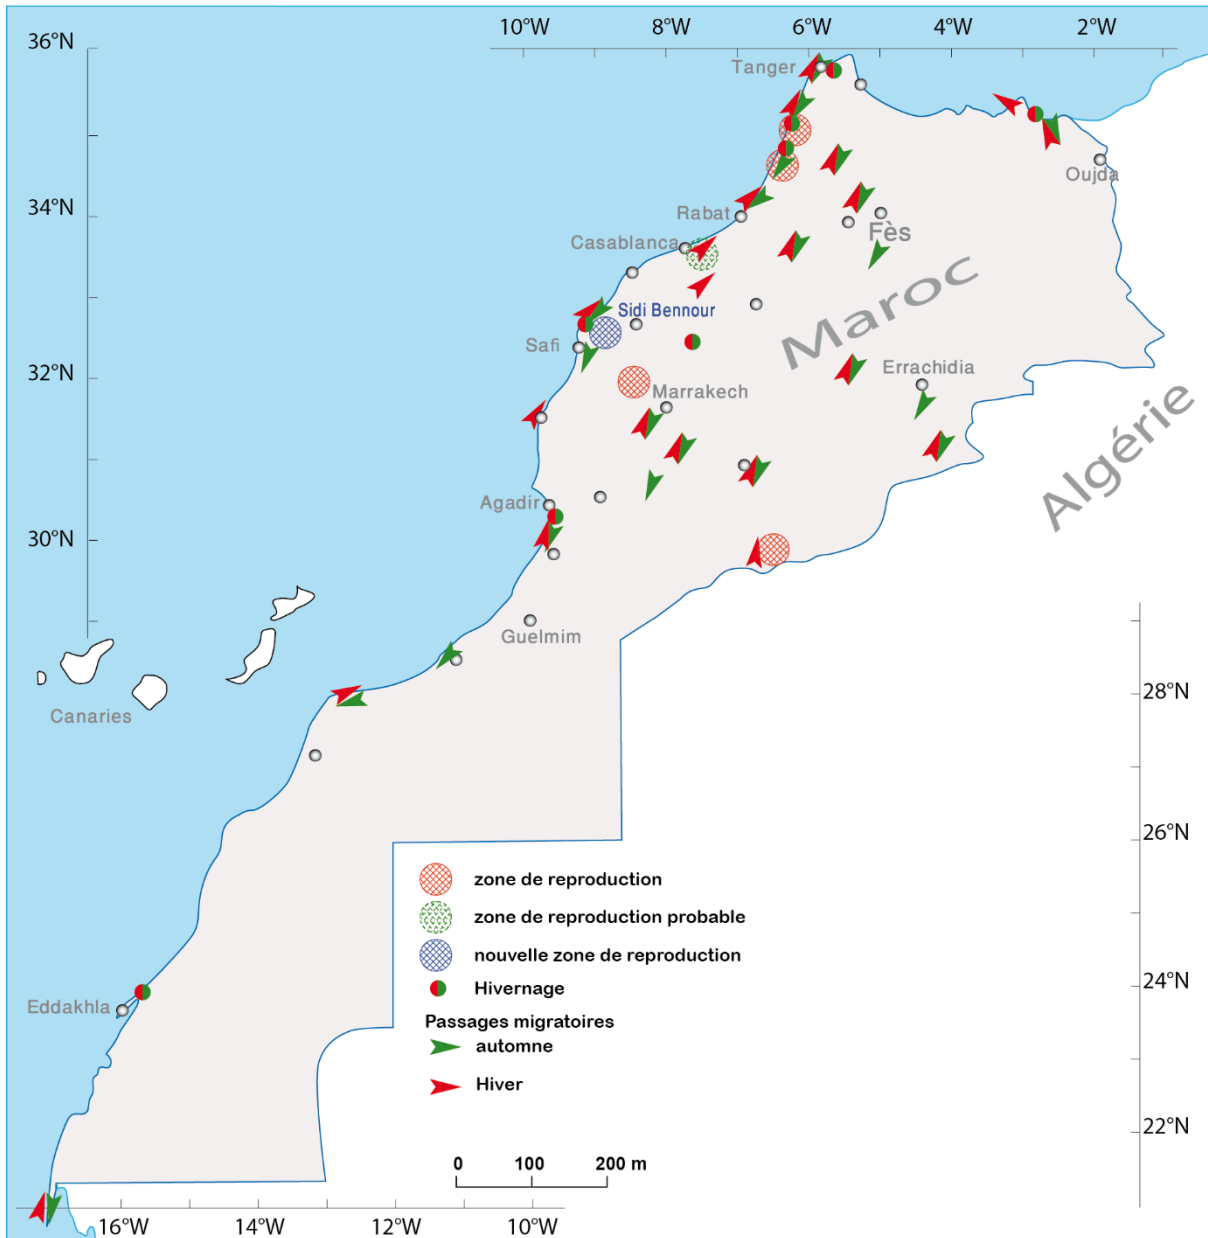 10°W 8°W 6°W 4°W 2°W
36°N
Tanger
Oujda
34°N
Rabat
Fès
Casablanca
Maroc
Sidi Bennour
Safi
32°N
Errachidia
Marrakech
Algérie
Agadir
30°N
Guelmim
28°N
Canaries
26°N
zone de reproduction
zone de reproduction probable
nouvelle zone de reproduction
24°N
Hivernage
Eddakhla
Passages migratoires
automne
Hiver
22°N
0 100 200 m
16°W 14°W 12°W 10°W